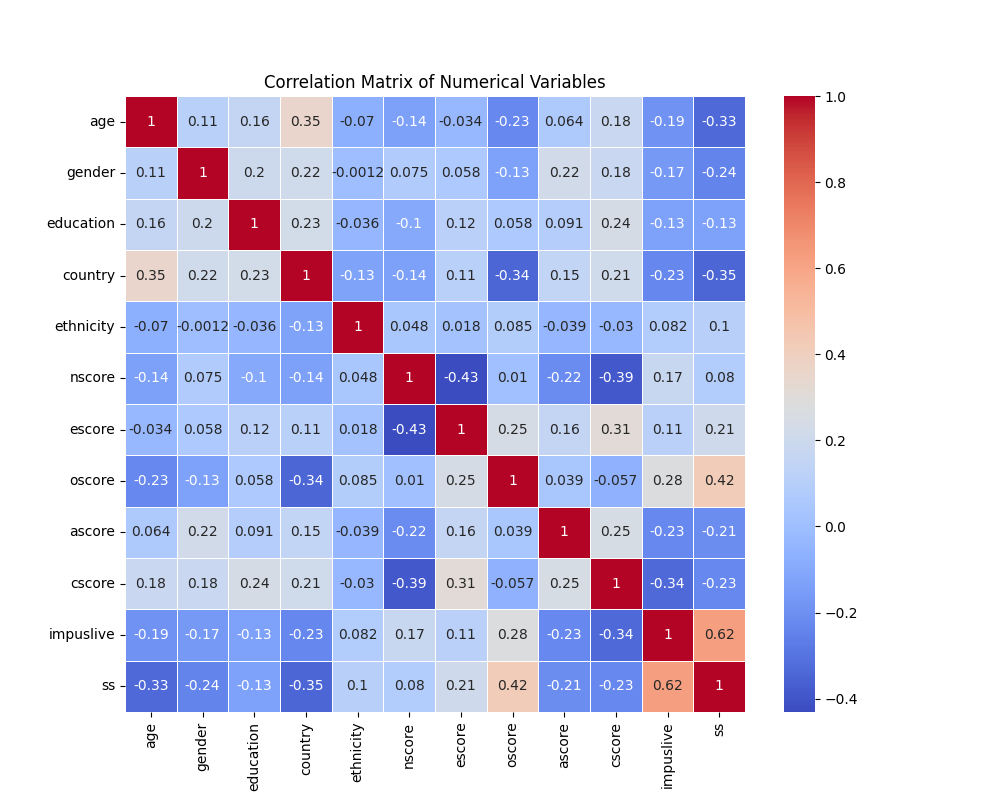 Correlation Matrix of Numerical Variables
age 1 0.11 0.16 0.35 -0.07 -0.14 -0.034 -0.23 0.064 0.18 -0.19 -0.33
gender 0.11 1 0.2 0.22 -0.0012 0.075 0.058 -0.13 0.22 0.18 -0.17 -0.24
education 0.16 0.2 1 0.23 -0.036 -0.1 0.12 0.058 0.091 0.24 -0.13 -0.13
country 0.35 0.22 0.23 1 -0.13 -0.14 0.11 -0.34 0.15 0.21 -0.23 -0.35
ethnicity -0.07 -0.0012 -0.036 -0.13 1 0.048 0.018 0.085 -0.039 -0.03 0.082 0.1
nscore -0.14 0.075 -0.1 -0.14 0.048 1 -0.43 0.01 -0.22 -0.39 0.17 0.08
escore -0.034 0.058 0.12 0.11 0.018 -0.43 1 0.25 0.16 0.31 0.11 0.21
oscore -0.23 -0.13 0.058 -0.34 0.085 0.01 0.25 1 0.039 -0.057 0.28 0.42
ascore 0.064 0.22 0.091 0.15 -0.039 -0.22 0.16 0.039 1 0.25 -0.23 -0.21
cscore 0.18 0.18 0.24 0.21 -0.03 -0.39 0.31 -0.057 0.25 1 -0.34 -0.23
impuslive -0.19 -0.17 -0.13 -0.23 0.082 0.17 0.11 0.28 -0.23 -0.34 1 0.62
ss -0.33 -0.24 -0.13 -0.35 0.1 0.08 0.21 0.42 -0.21 -0.23 0.62 1
age gender education country ethnicity nscore escore oscore ascore cscore impuslive ss
1.0
0.8
0.6
0.4
0.2
0.0
−0.2
−0.4